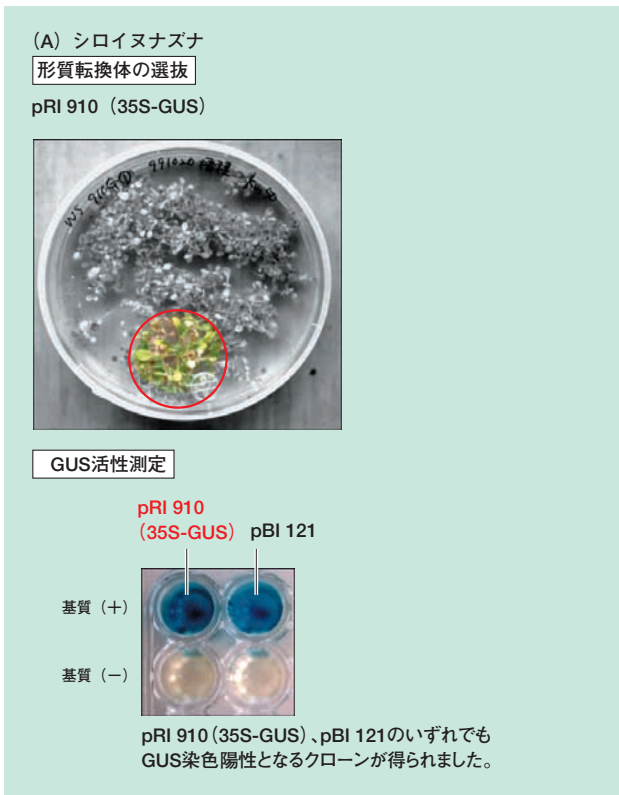 (A) シロイヌナズナ
形質転換体の選抜
pRI 910 (35S-GUS)
GUS活性測定
pRI 910
(35S-GUS) pBI 121
基質(+)
基質(−)
pRI 910(35S-GUS)、pBI 121のいずれでも
GUS染色陽性となるクローンが得られました。